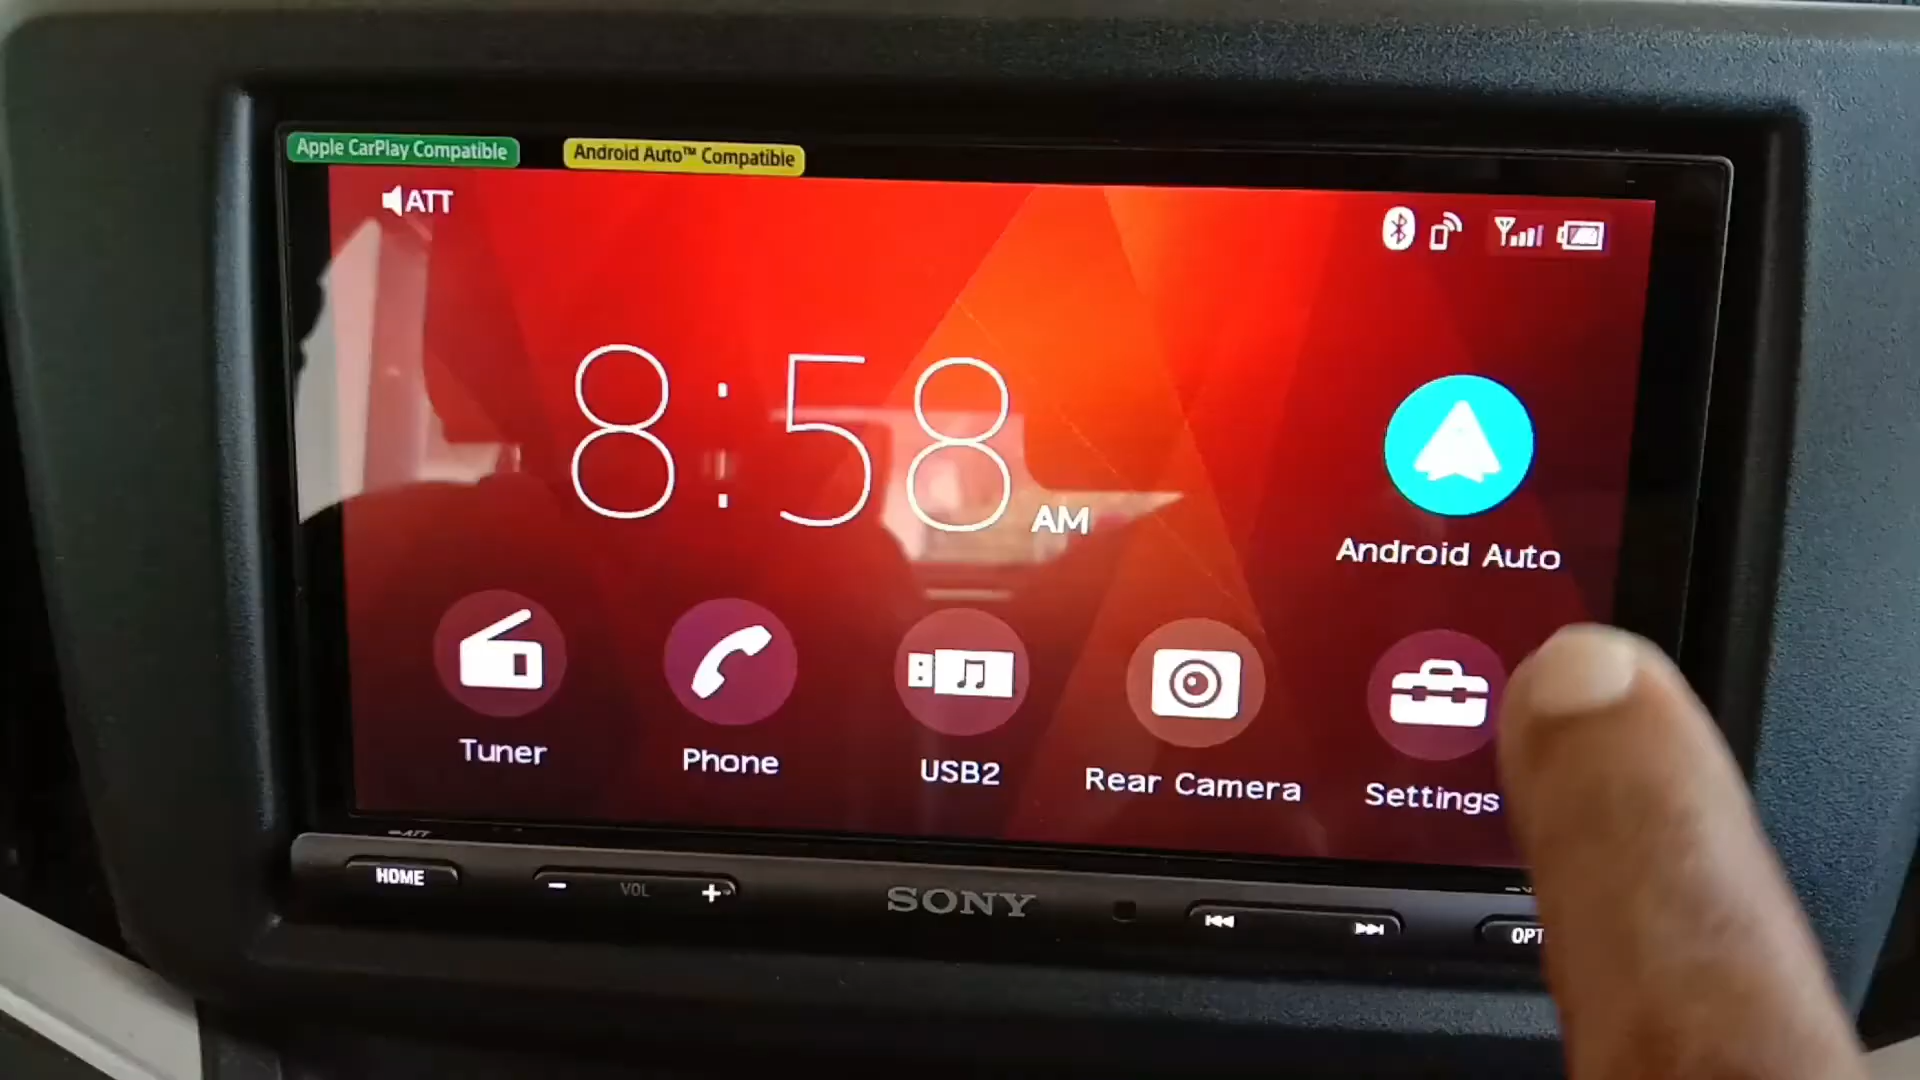 Apple CarPlay Compatible
Android Auto™ Compatible
ATT
8:58 AM
Android Auto
Tuner
Phone
USB2
Rear Camera
Settings
ATT
HOME
- VOL +
SONY
OPT